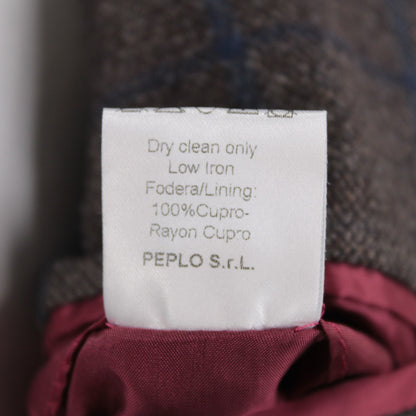 Dry clean only
Low Iron
Fodera/Lining:
100%Cupro-
Rayon Cupro
PEPLO S.r.L.